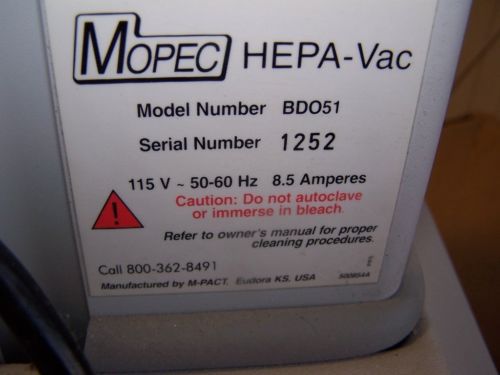 MOPEC HEPA-Vac
Model Number BDO51
Serial Number 1252
115 V ~ 50-60 Hz 8.5 Amperes
! Caution: Do not autoclave
or immerse in bleach.
Refer to owner's manual for proper
cleaning procedures.
Call 800-362-8491
Manufactured by M-PACT, Eudora KS, USA 500854A